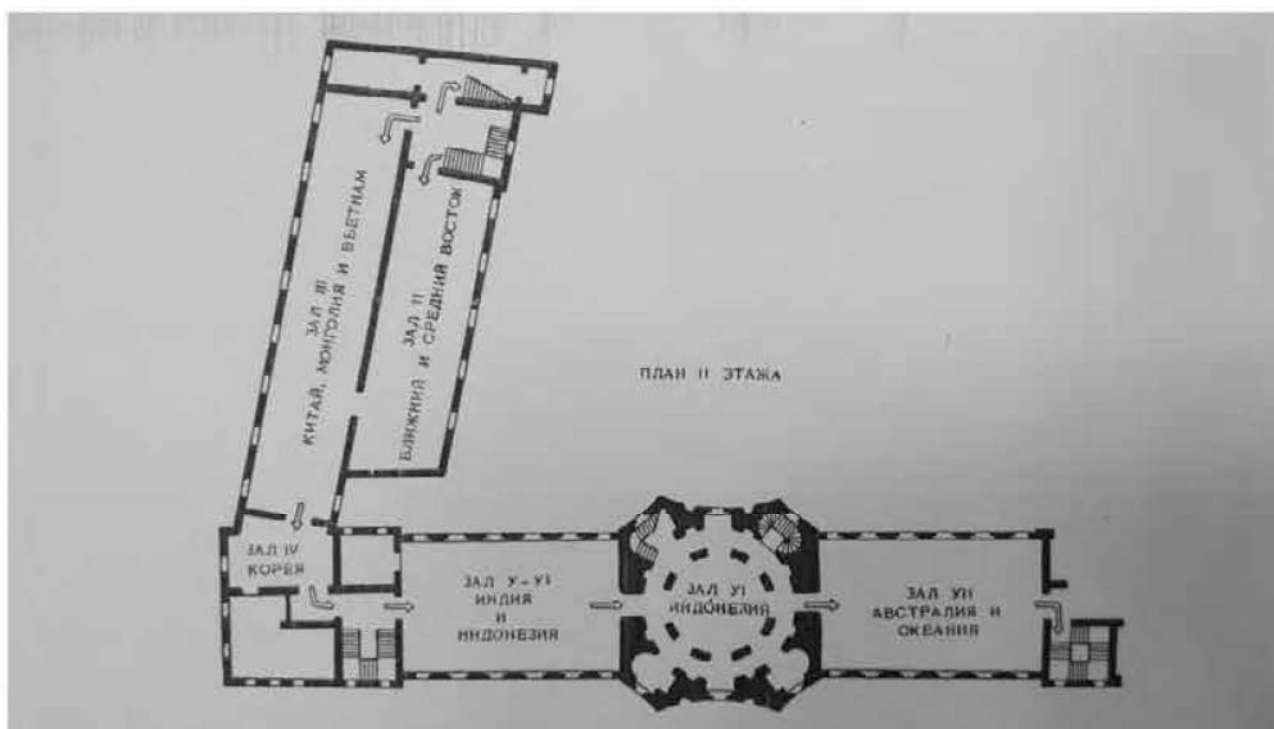 ЗАЛ III
КИТАЙ, МОНГОЛИЯ И ВЬЕТНАМ
ЗАЛ II
БЛИЖНИЙ И СРЕДНИЙ ВОСТОК
ПЛАН II ЭТАЖА
ЗАЛ IV
КОРЕЯ
ЗАЛ V-VI
ИНДИЯ
И
ИНДОНЕЗИЯ
ЗАЛ VI
ИНДОНЕЗИЯ
ЗАЛ VII
АВСТРАЛИЯ И
ОКЕАНИЯ